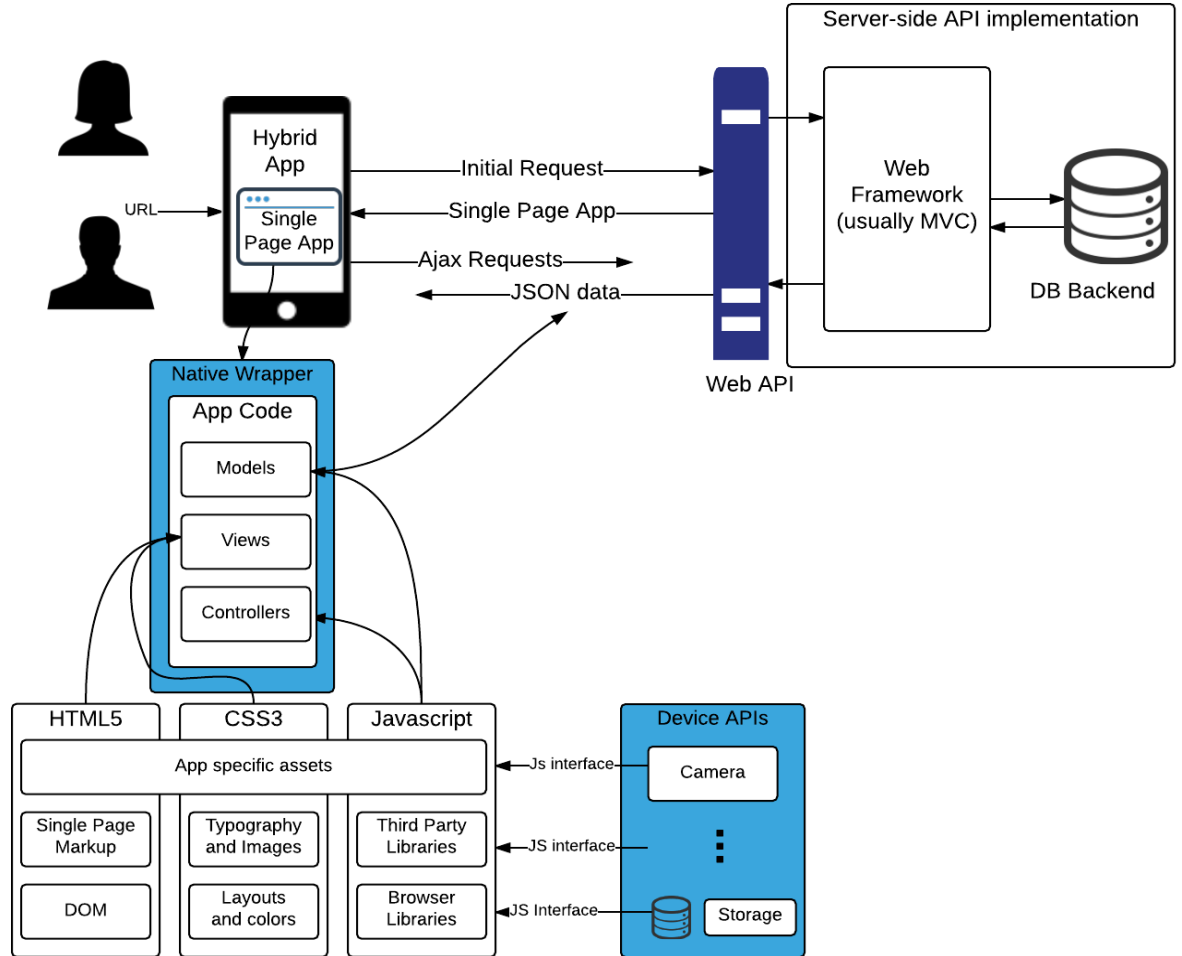 Server-side API implementation
Hybrid
App
Single
Page App
URL
Initial Request
Single Page App
Ajax Requests
JSON data
Web
Framework
(usually MVC)
DB Backend
Web API
Native Wrapper
App Code
Models
Views
Controllers
HTML5
CSS3
Javascript
Device APIs
App specific assets
Js interface
Camera
Single Page
Markup
Typography
and Images
Third Party
Libraries
JS interface
DOM
Layouts
and colors
Browser
Libraries
JS Interface
Storage